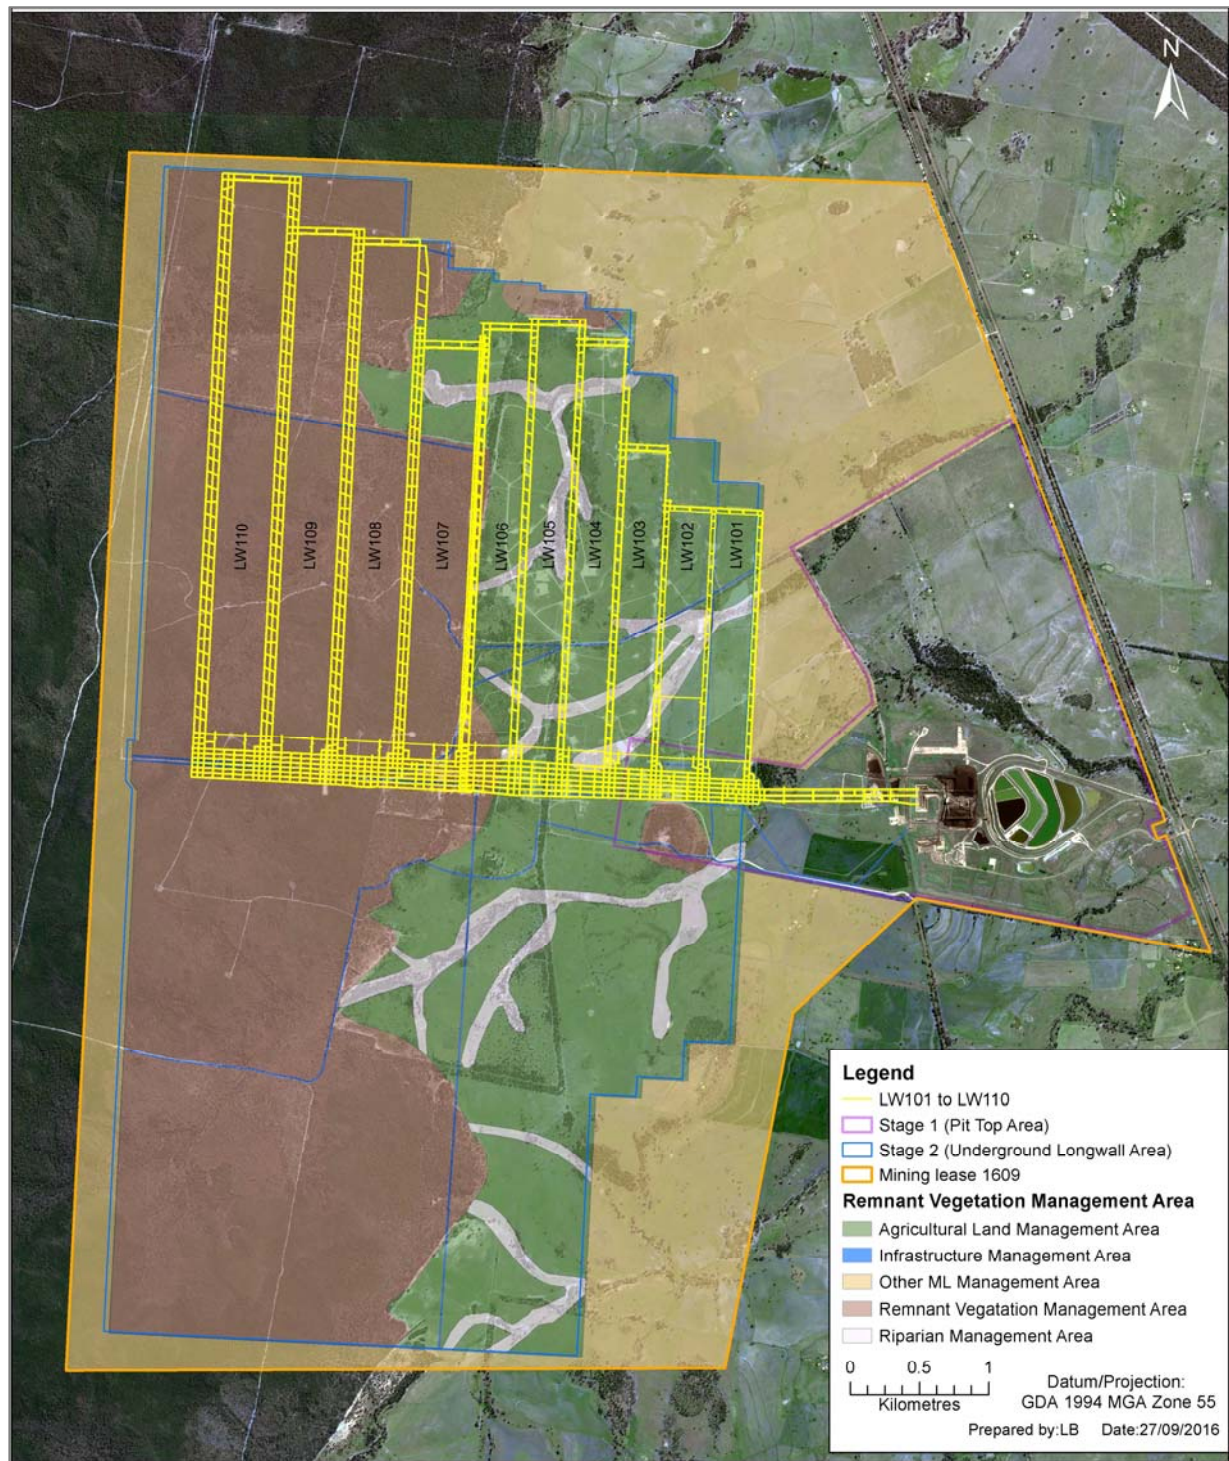 N
LW110
LW109
LW108
LW107
LW106
LW105
LW104
LW103
LW102
LW101
Legend
LW101 to LW110
Stage 1 (Pit Top Area)
Stage 2 (Underground Longwall Area)
Mining lease 1609
Remnant Vegetation Management Area
Agricultural Land Management Area
Infrastructure Management Area
Other ML Management Area
Remnant Vegatation Management Area
Riparian Management Area
0 0.5 1
Kilometres
Datum/Projection:
GDA 1994 MGA Zone 55
Prepared by:LB Date:27/09/2016